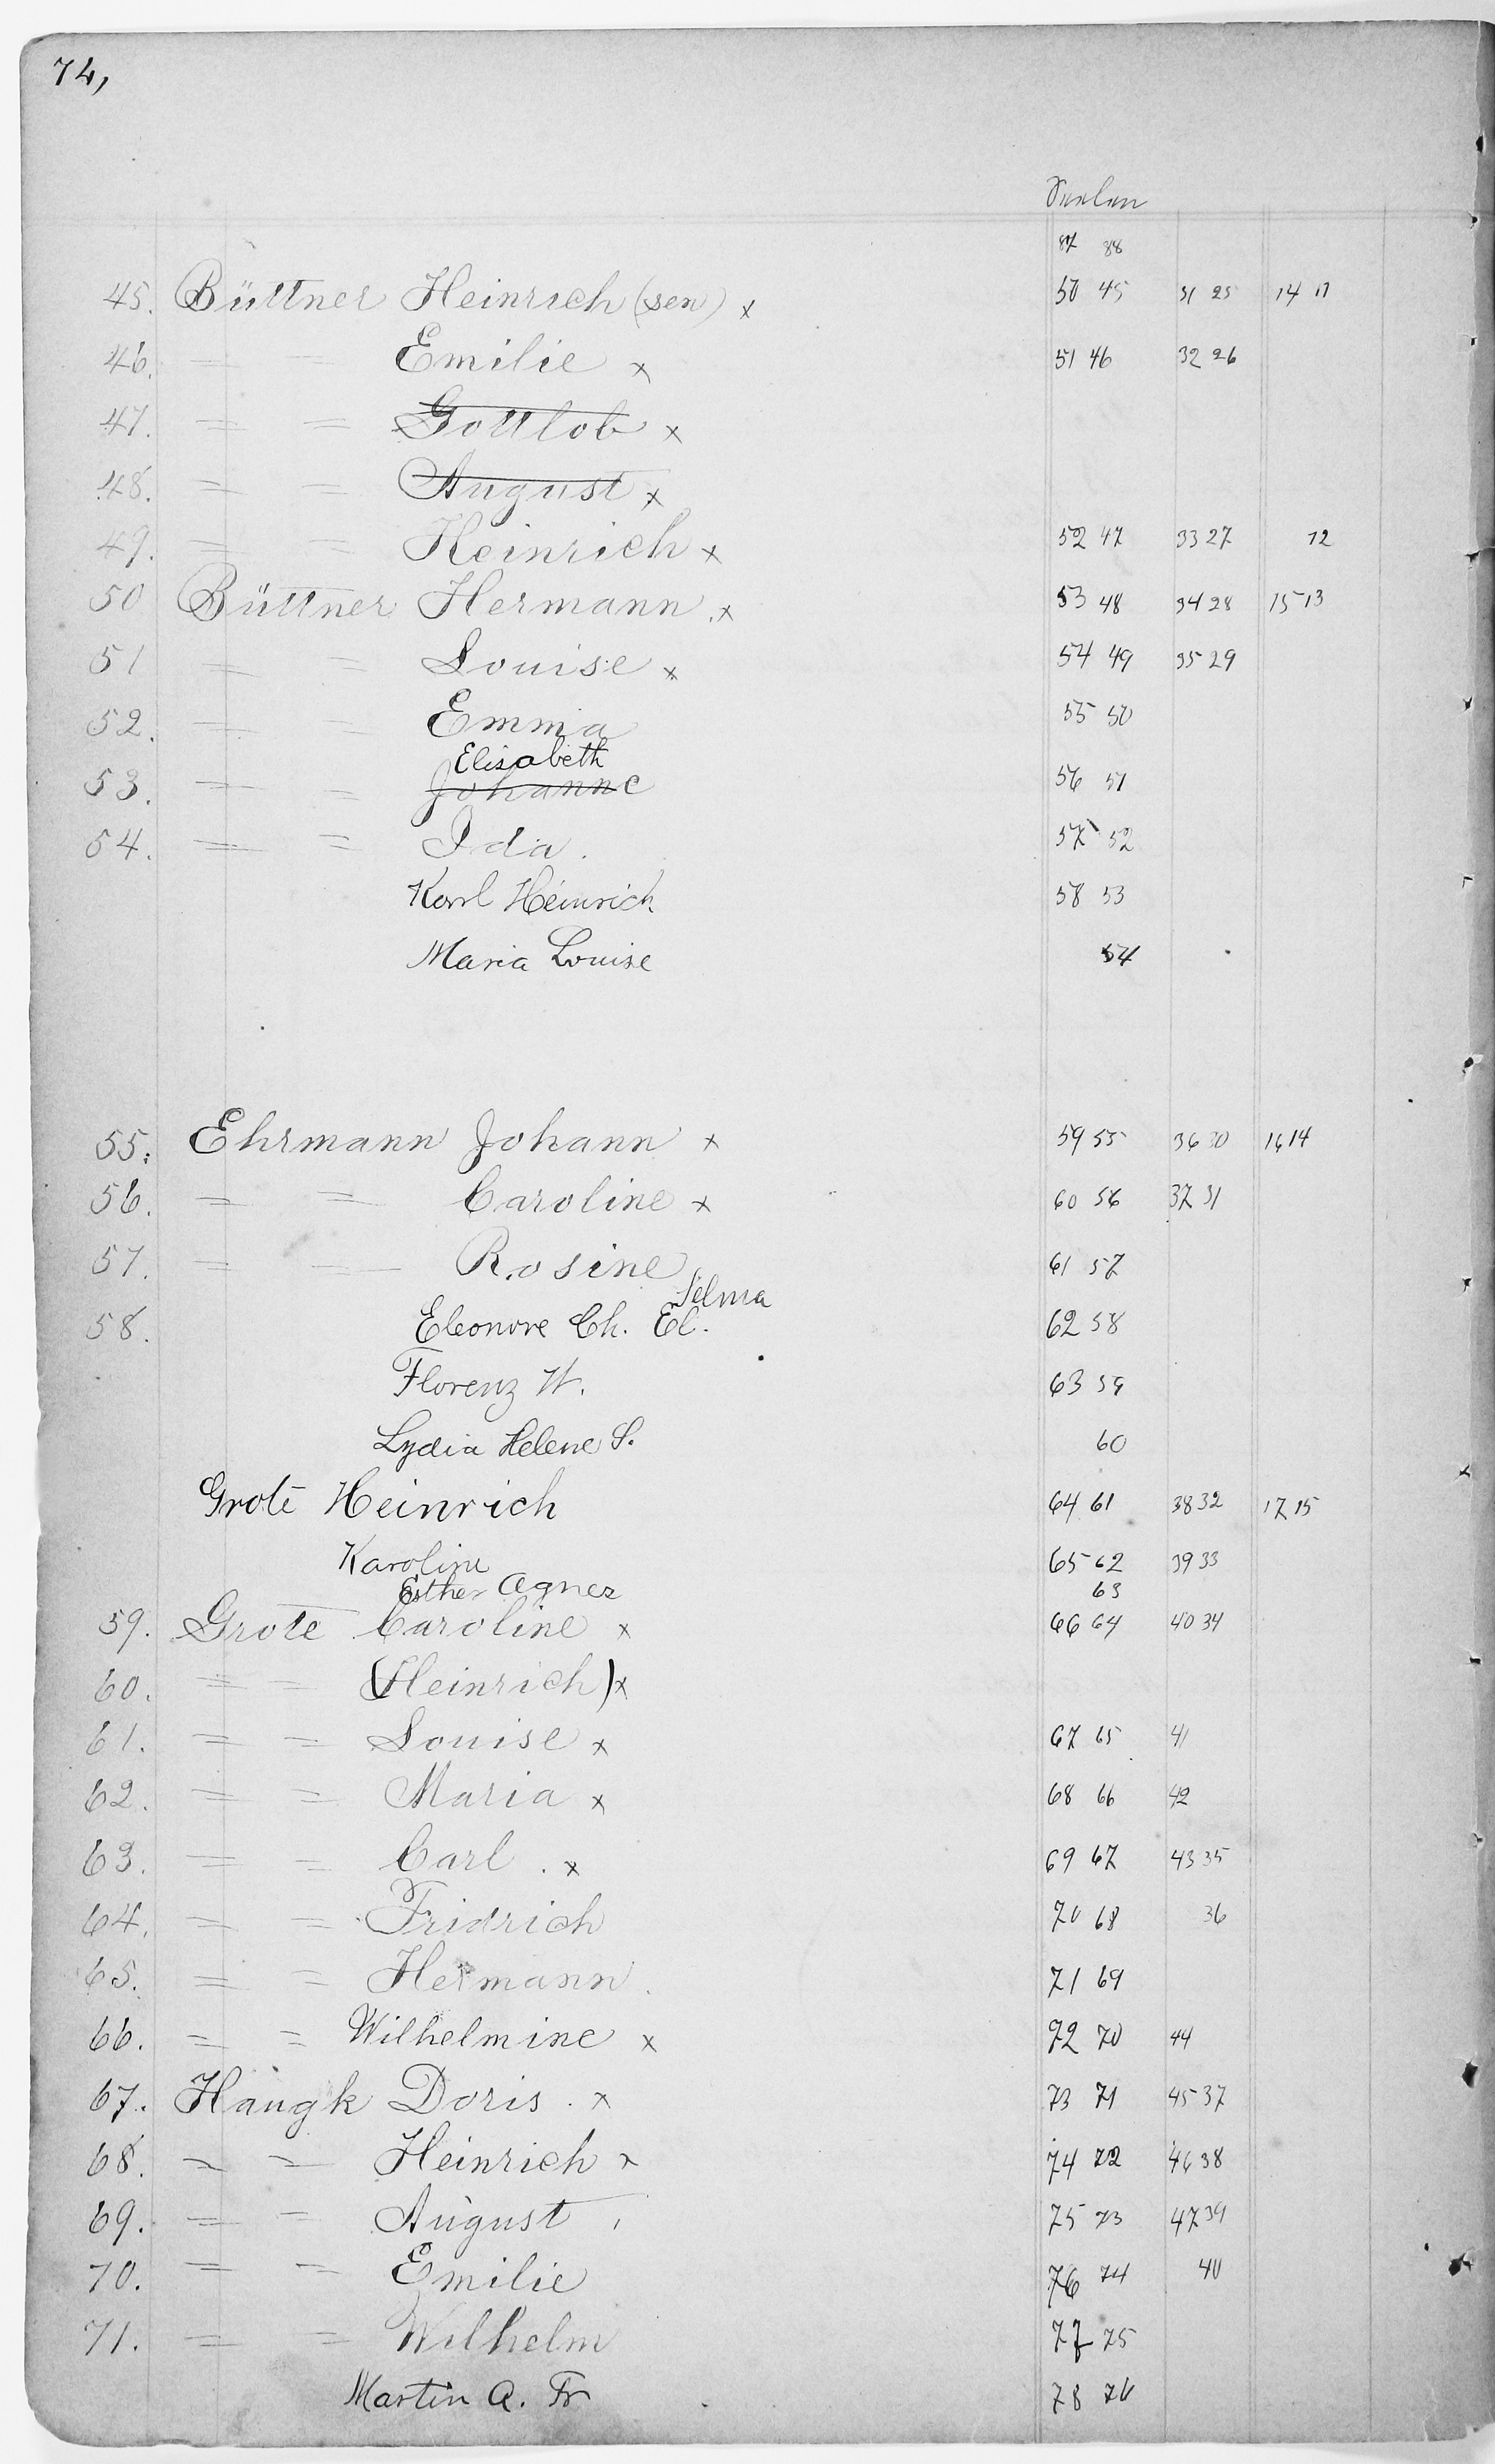 74,
Seelen
87 88
45. Büttner Heinrich (sen) x 50 45 31 25 14 11
46. = = Emilie x 51 46 32 26
47. = = Gottlob x
48. = = August x
49. = = Heinrich x 52 47 33 27 12
50 Büttner Hermann x 53 48 34 28 15 13
51 = = Louise x 54 49 35 29
52. = = Emma 55 50
Elisabeth
53. = = Johanne 56 51
54. = = Ida. 57 52
Karl Heinrich 58 53
Maria Louise 54
55. Ehrmann Johann x 59 55 36 30 16 14
56. = = Caroline x 60 56 37 31
57. = = Rosine 61 57
Selma
58. Eleonore Ch. El. 62 58
Florenz W. 63 59
Lydia Helene S. 60
Grote Heinrich 64 61 38 32 17 15
Karoline 65 62 39 33
Esther Agnes 63
59. Grote Caroline x 66 64 40 34
60. = = (Heinrich) x
61. = = Louise x 67 65 41
62. = = Maria x 68 66 42
63. = = Carl . x 69 67 43 35
64. = = Fridrich 70 68 36
65. = = Hermann. 71 69
66. = = Wilhelmine x 72 70 44
67. Haugk Doris . x 73 71 45 37
68. = = Heinrich x 74 72 46 38
69. = = August 75 73 47 39
70. = = Emilie 76 74 40
71. = = Wilhelm 77 75
Martin A. Fr 78 76